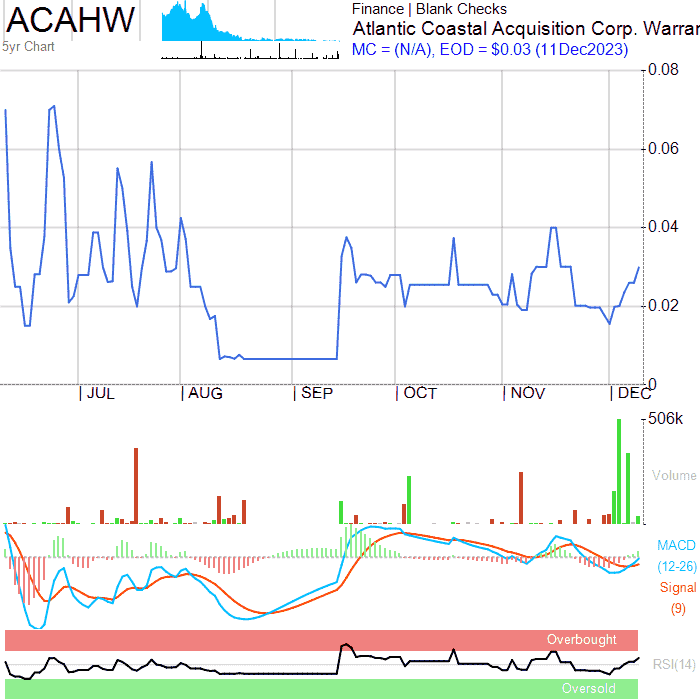 ACAHW
5yr Chart
Finance | Blank Checks
Atlantic Coastal Acquisition Corp. Warrar
MC = (N/A), EOD = $0.03 (11Dec2023)
0.08
0.06
0.04
0.02
0
JUL AUG SEP OCT NOV DEC
506k
Volume
MACD
(12-26)
Signal
(9)
Overbought
RSI(14)
Oversold